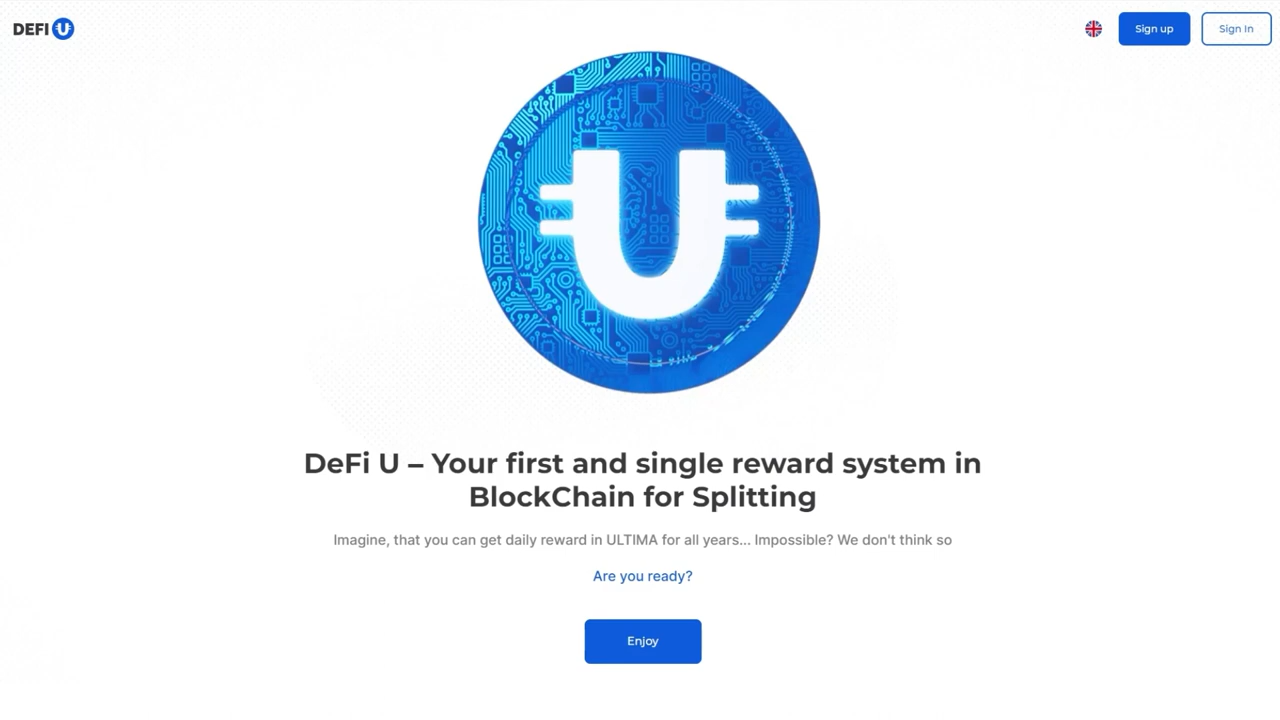 DEFI U
Sign up
Sign In
U
DeFi U – Your first and single reward system in
BlockChain for Splitting
Imagine, that you can get daily reward in ULTIMA for all years... Impossible? We don't think so
Are you ready?
Enjoy